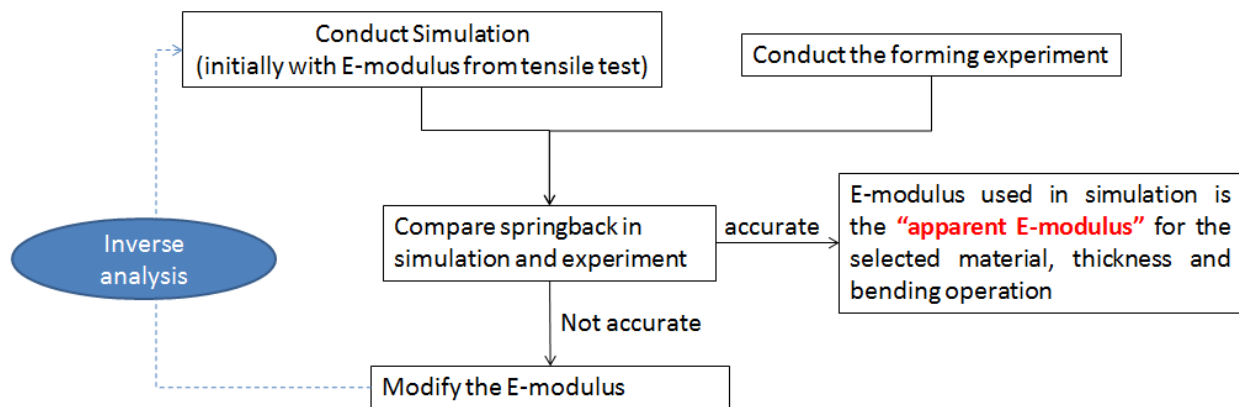 Conduct Simulation
(initially with E-modulus from tensile test)
Conduct the forming experiment
Compare springback in
simulation and experiment
accurate
E-modulus used in simulation is
the “apparent E-modulus” for the
selected material, thickness and
bending operation
Inverse
analysis
Not accurate
Modify the E-modulus